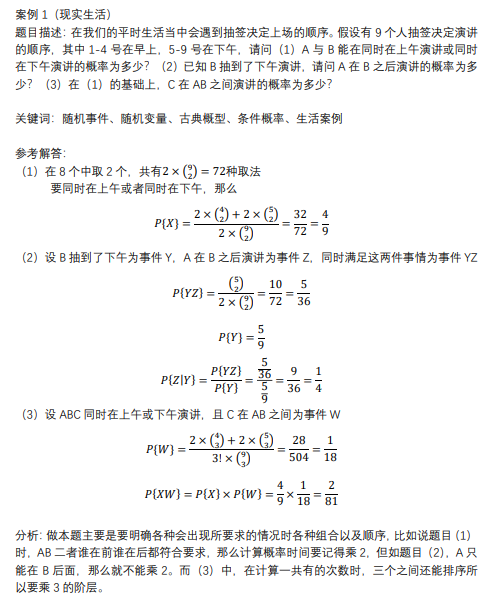 案例 1（现实生活）
题目描述：在我们的平时生活当中会遇到抽签决定上场的顺序。假设有 9 个人抽签决定演讲
的顺序，其中 1-4 号在早上，5-9 号在下午，请问（1）A 与 B 能在同时在上午演讲或同时
在下午演讲的概率为多少？（2）已知 B 抽到了下午演讲，请问 A 在 B 之后演讲的概率为多
少？（3）在（1）的基础上，C 在 AB 之间演讲的概率为多少？
关键词：随机事件、随机变量、古典概型、条件概率、生活案例
参考解答：
（1）在 8 个中取 2 个，共有2 × \binom{9}{2} = 72种取法
要同时在上午或者同时在下午，那么
P{X} = \frac{2 × \binom{4}{2} + 2 × \binom{5}{2}}{2 × \binom{9}{2}} = \frac{32}{72} = \frac{4}{9}
（2）设 B 抽到了下午为事件 Y，A 在 B 之后演讲为事件 Z，同时满足这两件事情为事件 YZ
P{YZ} = \frac{\binom{5}{2}}{2 × \binom{9}{2}} = \frac{10}{72} = \frac{5}{36}
P{Y} = \frac{5}{9}
P{Z|Y} = \frac{P{YZ}}{P{Y}} = \frac{\frac{5}{36}}{\frac{5}{9}} = \frac{9}{36} = \frac{1}{4}
（3）设 ABC 同时在上午或下午演讲，且 C 在 AB 之间为事件 W
P{W} = \frac{2 × \binom{4}{3} + 2 × \binom{5}{3}}{3! × \binom{9}{3}} = \frac{28}{504} = \frac{1}{18}
P{XW} = P{X} × P{W} = \frac{4}{9} × \frac{1}{18} = \frac{2}{81}
分析：做本题主要是要明确各种会出现所要求的情况时各种组合以及顺序，比如说题目（1）
时，AB 二者谁在前谁在后都符合要求，那么计算概率时间要记得乘 2，但如题目（2），A 只
能在 B 后面，那么就不能乘 2。而（3）中，在计算一共有的次数时，三个之间还能排序所
以要乘 3 的阶层。